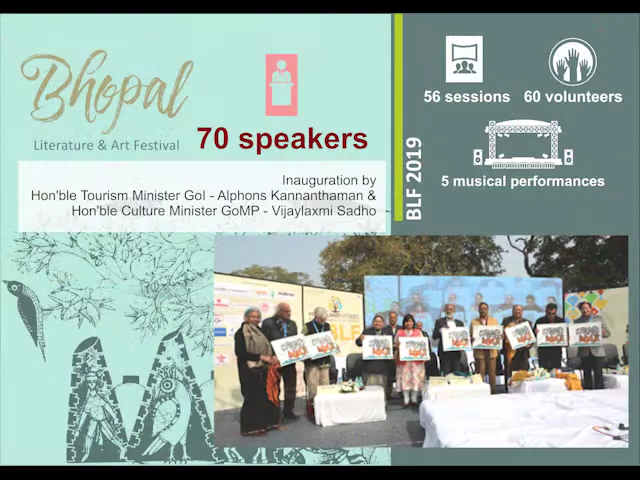 Bhopal
Literature & Art Festival
70 speakers
Inauguration by
Hon'ble Tourism Minister GoI - Alphons Kannanthaman &
Hon'ble Culture Minister GoMP - Vijaylaxmi Sadho
BLF 2019
56 sessions
60 volunteers
5 musical performances
BLF